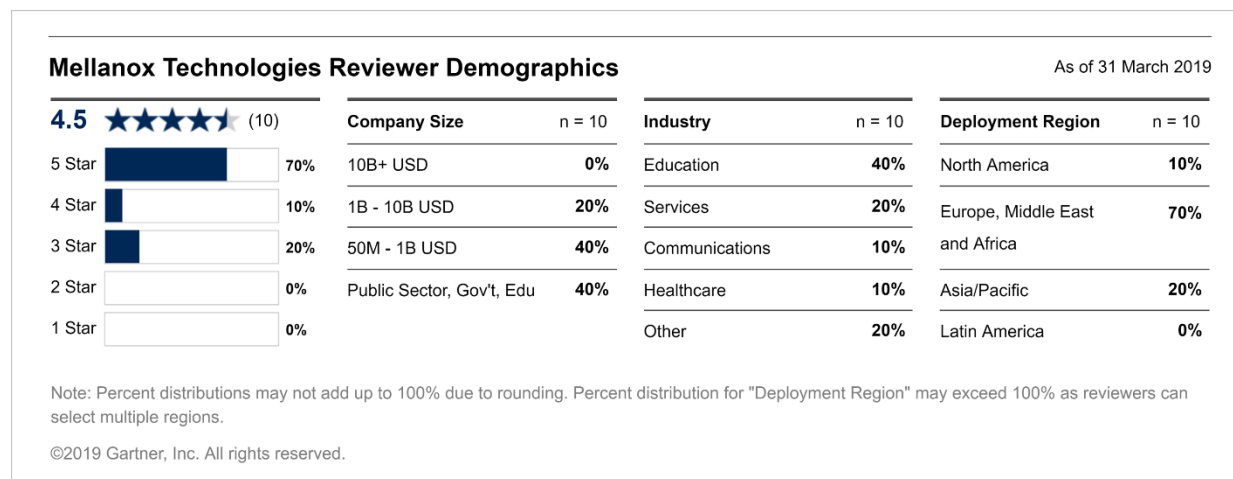 Mellanox Technologies Reviewer Demographics
As of 31 March 2019
4.5 (10)
5 Star 70%
4 Star 10%
3 Star 20%
2 Star 0%
1 Star 0%
Company Size n = 10
10B+ USD 0%
1B - 10B USD 20%
50M - 1B USD 40%
Public Sector, Gov't, Edu 40%
Industry n = 10
Education 40%
Services 20%
Communications 10%
Healthcare 10%
Other 20%
Deployment Region n = 10
North America 10%
Europe, Middle East 70%
and Africa
Asia/Pacific 20%
Latin America 0%
Note: Percent distributions may not add up to 100% due to rounding. Percent distribution for "Deployment Region" may exceed 100% as reviewers can
select multiple regions.
©2019 Gartner, Inc. All rights reserved.